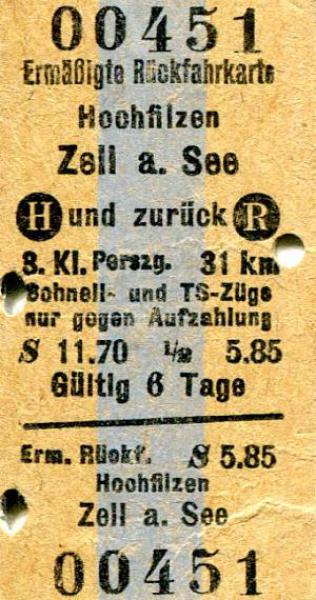 00451
Ermäßigte Rückfahrkarte
Hochfilzen
Zell a. See
H und zurück R
3. Kl. Perszg. 31 km
Schnell- und TS-Züge
nur gegen Aufzahlung
S 11.70 1/2 5.85
Gültig 6 Tage
Erm. Rückf. S 5.85
Hochfilzen
Zell a. See
00451